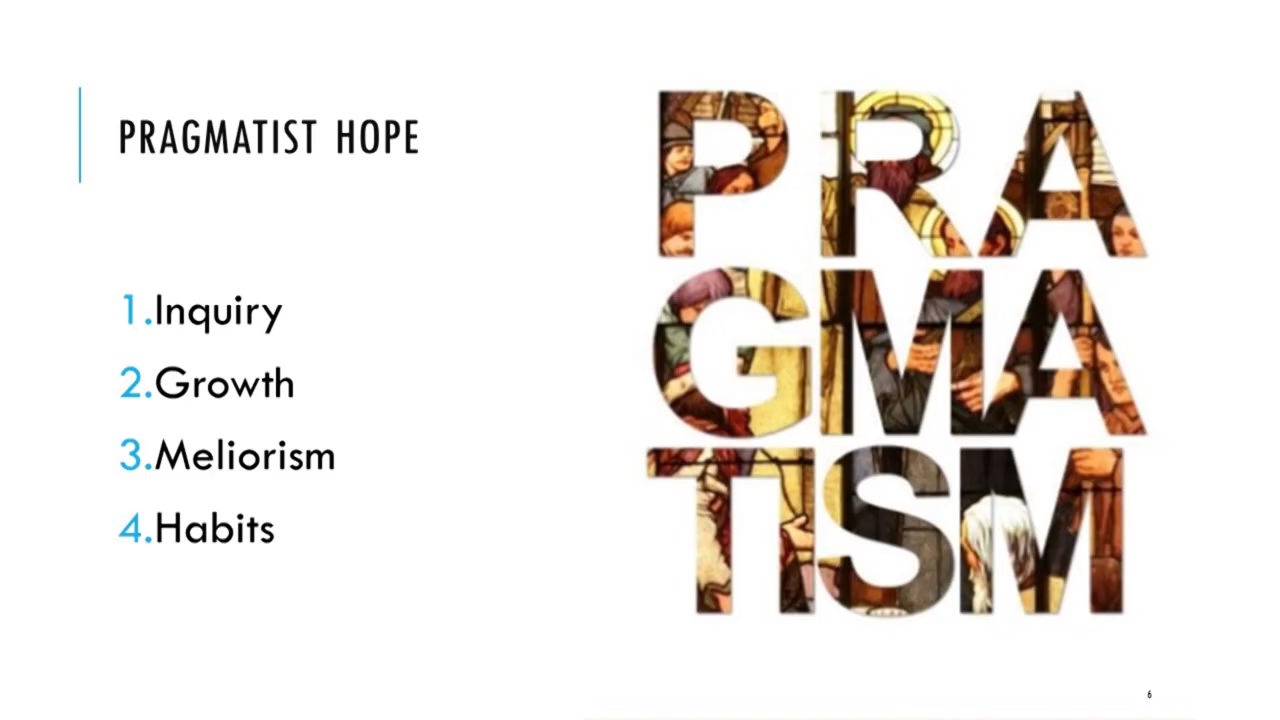 PRAGMATIST HOPE
1.Inquiry
2.Growth
3.Meliorism
4.Habits
PRA
GMA
TISM
6